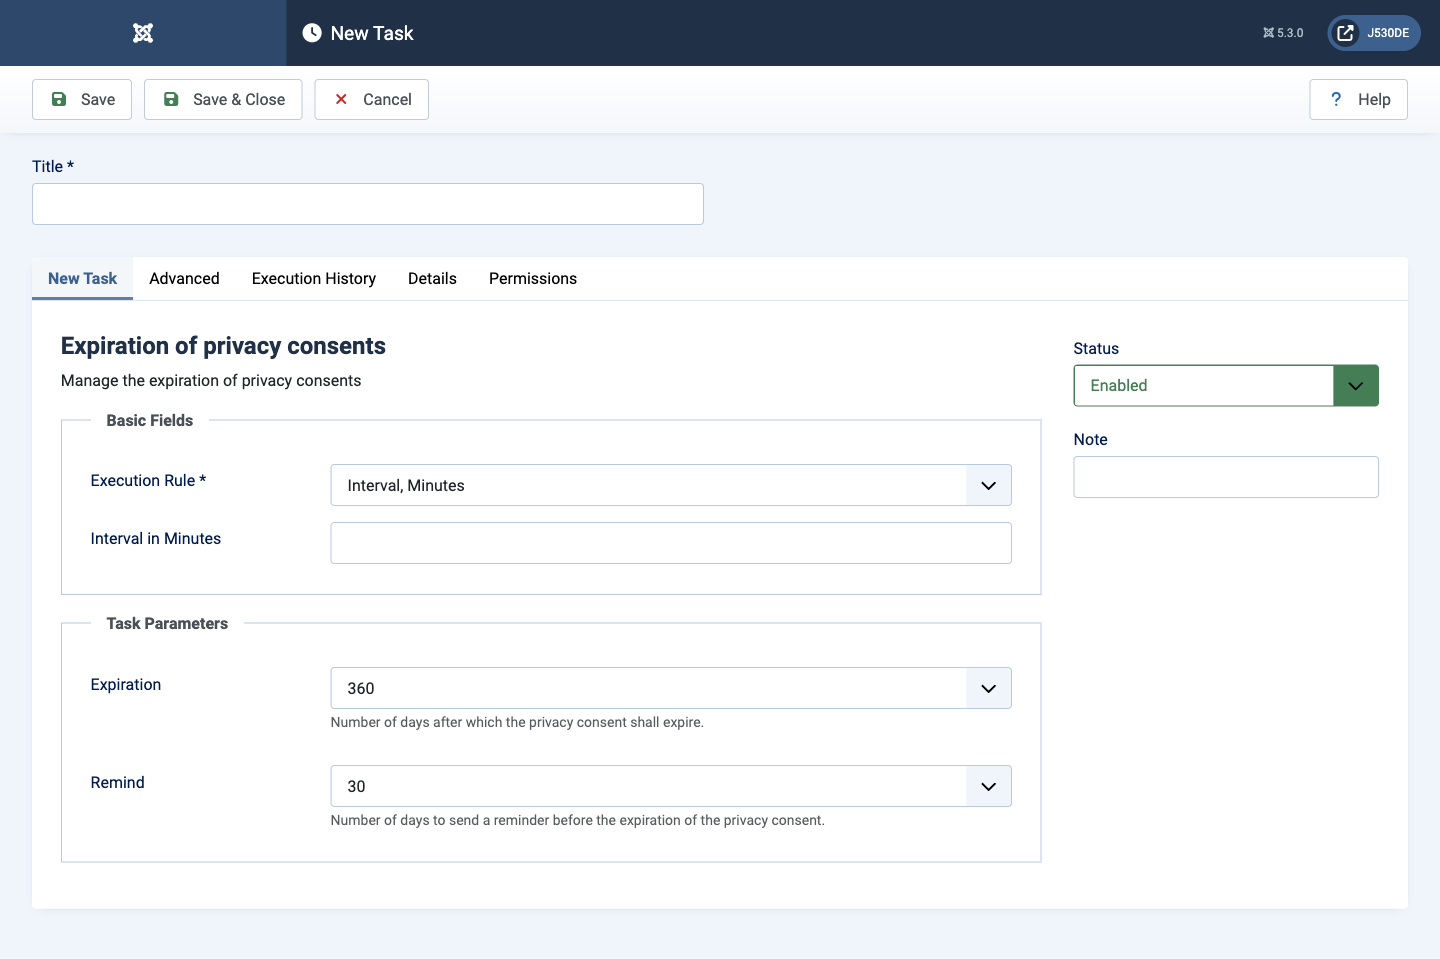 New Task
5.3.0
J530DE
Save
Save & Close
Cancel
? Help
Title *
New Task
Advanced
Execution History
Details
Permissions
Expiration of privacy consents
Manage the expiration of privacy consents
Basic Fields
Execution Rule *
Interval, Minutes
Interval in Minutes
Task Parameters
Expiration
360
Number of days after which the privacy consent shall expire.
Remind
30
Number of days to send a reminder before the expiration of the privacy consent.
Status
Enabled
Note